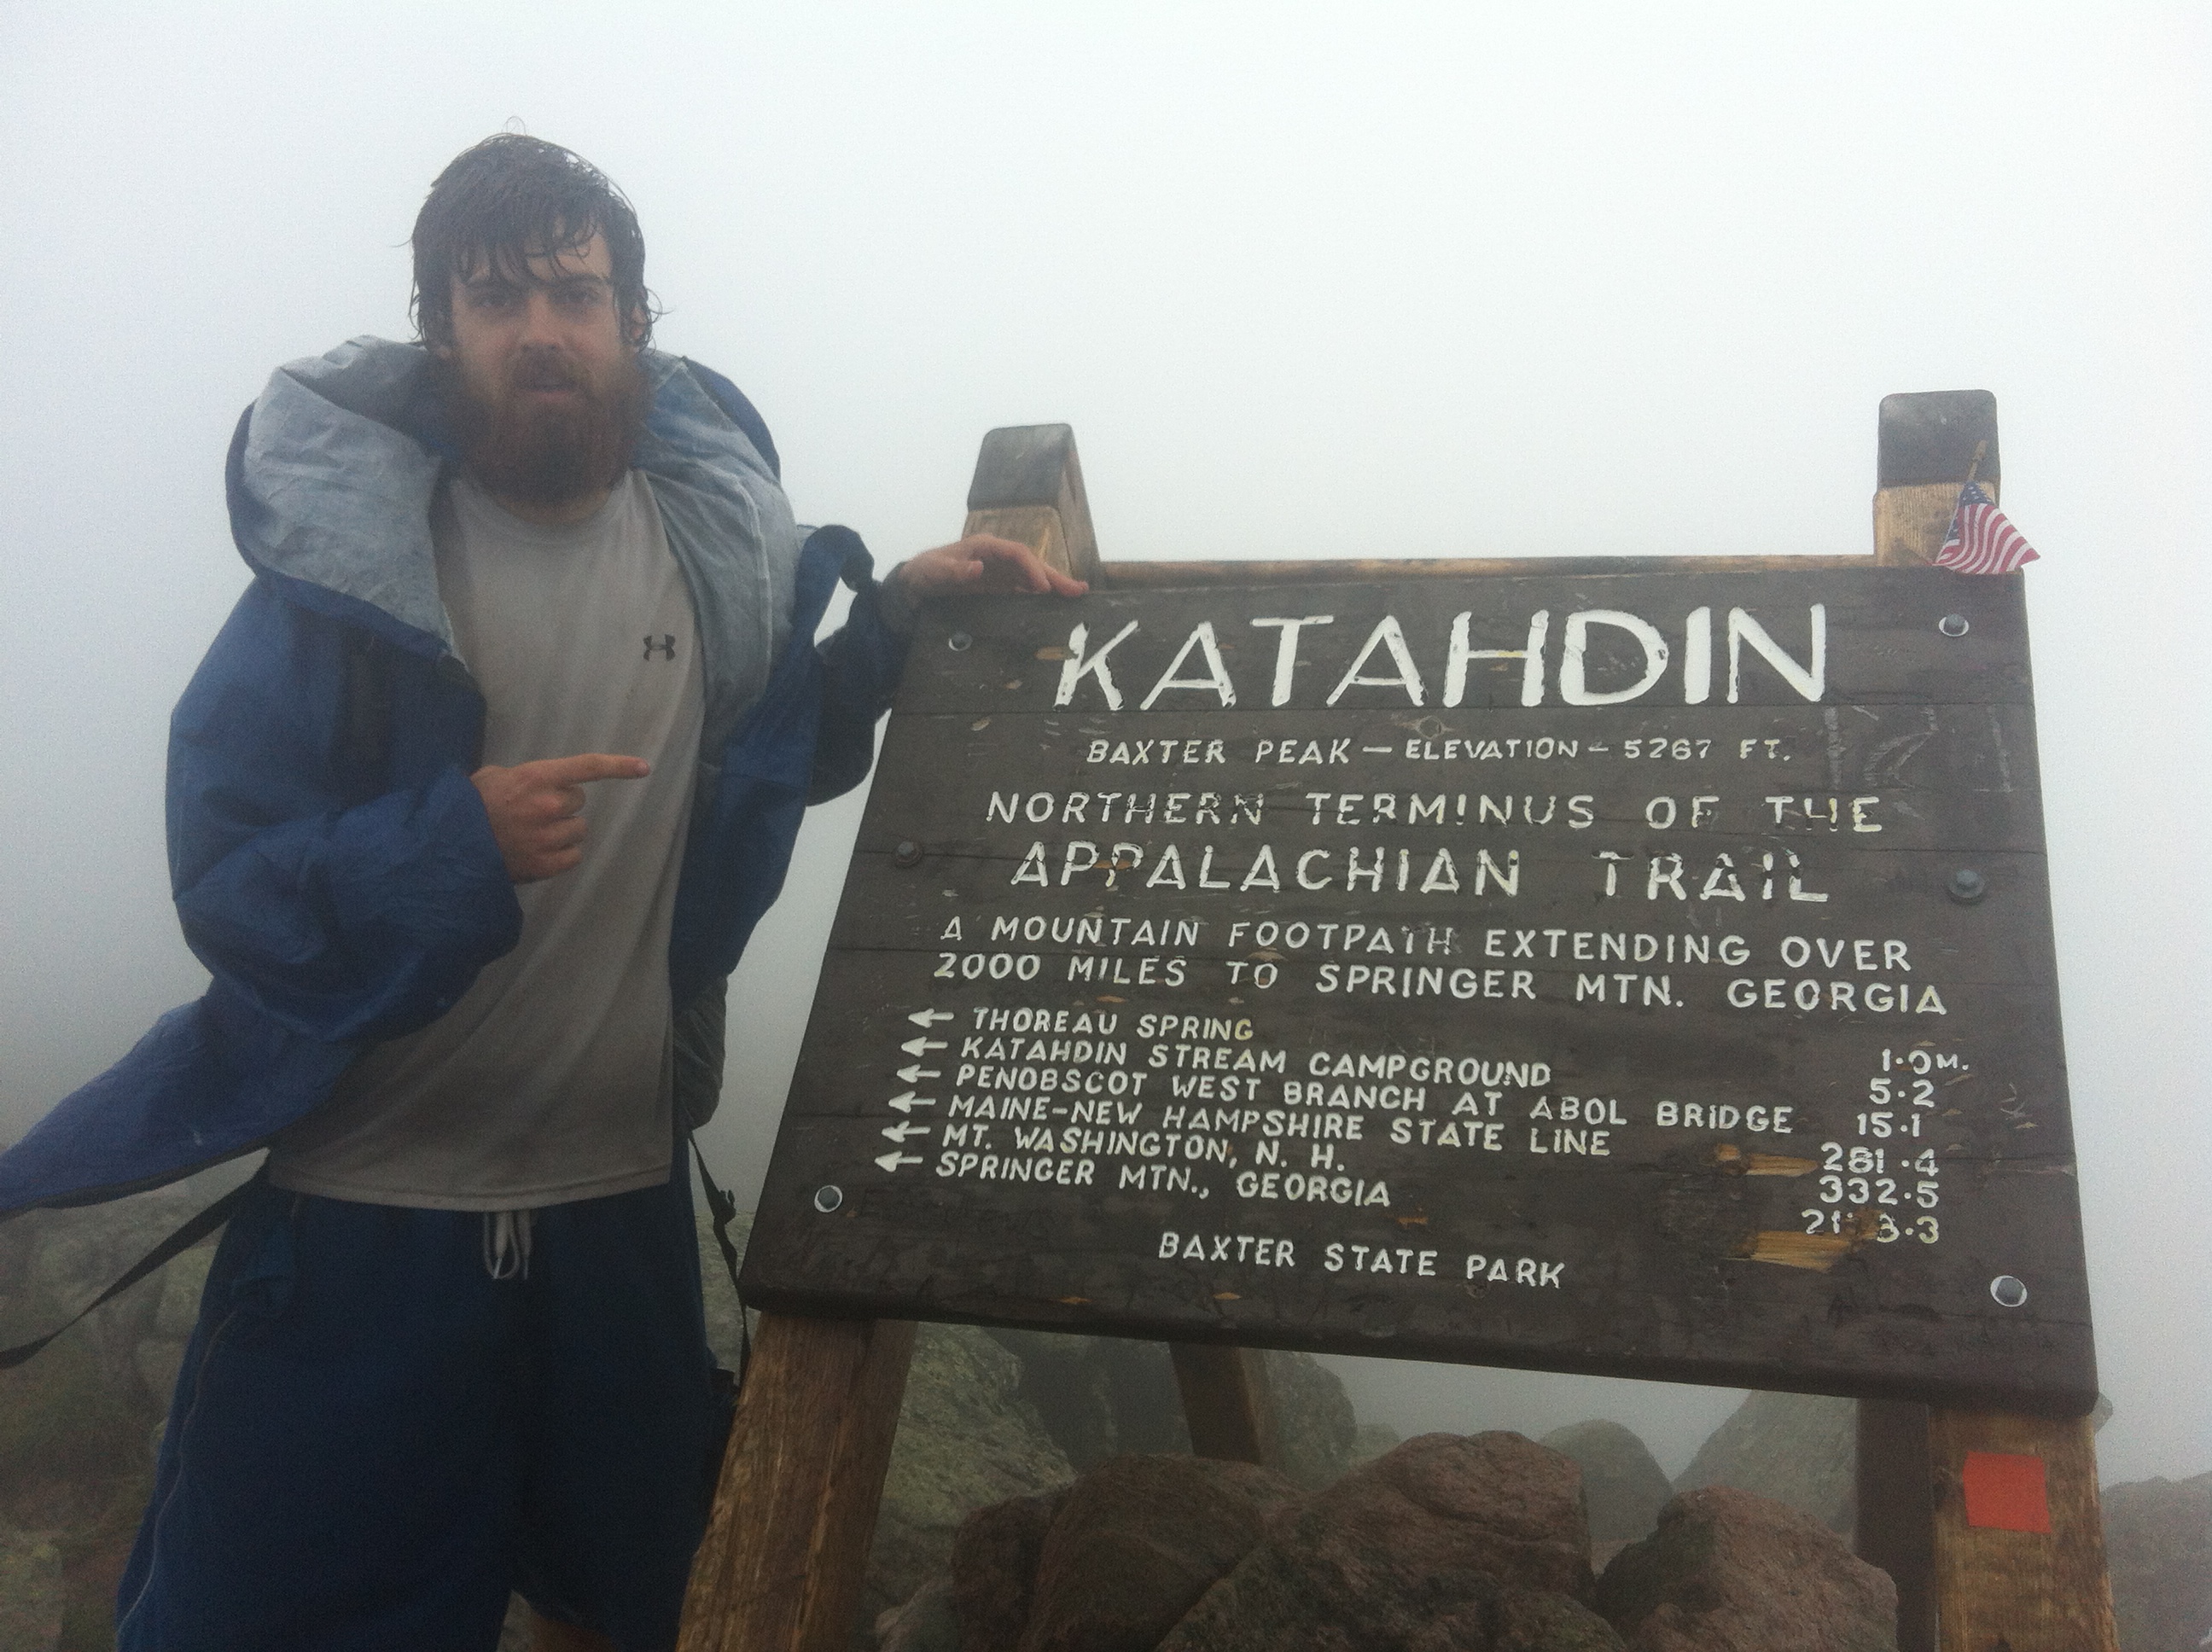 KATAHDIN
BAXTER PEAK — ELEVATION — 5267 FT.
NORTHERN TERMINUS OF THE
APPALACHIAN TRAIL
A MOUNTAIN FOOTPATH EXTENDING OVER
2000 MILES TO SPRINGER MTN. GEORGIA
← THOREAU SPRING 1.0 M.
← KATAHDIN STREAM CAMPGROUND 5.2
← PENOBSCOT WEST BRANCH AT ABOL BRIDGE 15.1
← MAINE-NEW HAMPSHIRE STATE LINE 281.4
← MT. WASHINGTON, N. H. 332.5
← SPRINGER MTN., GEORGIA
BAXTER STATE PARK